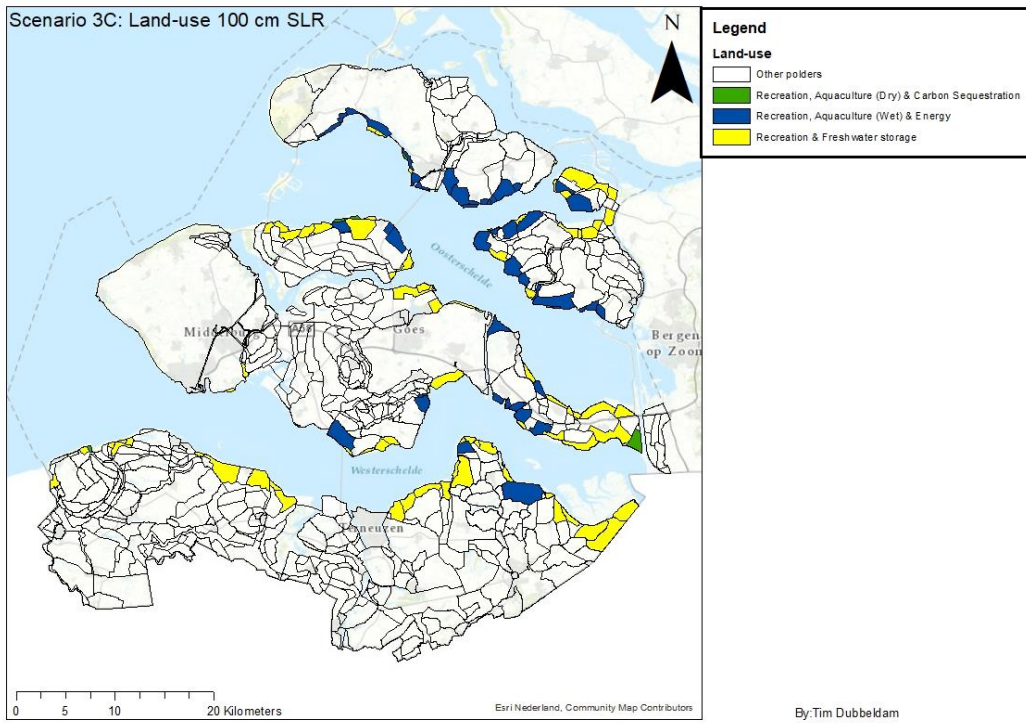 Scenario 3C: Land-use 100 cm SLR
N
Legend
Land-use
Other polders
Recreation, Aquaculture (Dry) & Carbon Sequestration
Recreation, Aquaculture (Wet) & Energy
Recreation & Freshwater storage
Oosterschelde
Middelburg
A58
Goes
Bergen
op Zoom
Westerschelde
Terneuzen
0 5 10 20 Kilometers
Esri Nederland, Community Map Contributors
By:Tim Dubbeldam